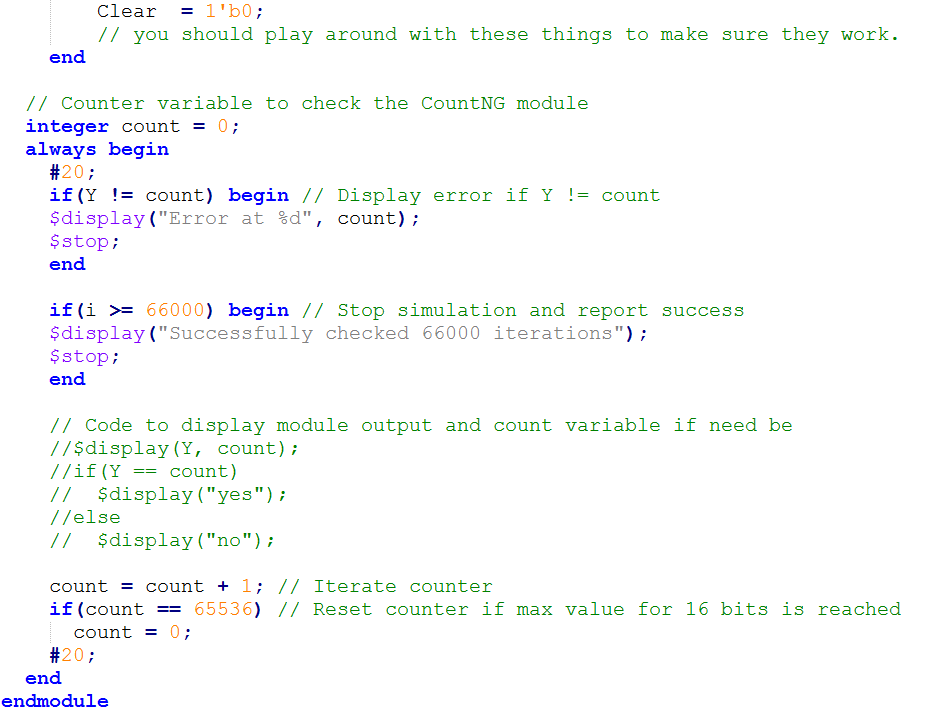 Clear  = 1'b0;
// you should play around with these things to make sure they work.
end
// Counter variable to check the CountNG module
integer count = 0;
always begin
#20;
if(Y != count) begin // Display error if Y != count
$display("Error at %d", count);
$stop;
end
if(i >= 66000) begin // Stop simulation and report success
$display("Successfully checked 66000 iterations");
$stop;
end
// Code to display module output and count variable if need be
//$display(Y, count);
//if(Y == count)
//  $display("yes");
//else
//  $display("no");
count = count + 1; // Iterate counter
if(count == 65536) // Reset counter if max value for 16 bits is reached
count = 0;
#20;
end
endmodule